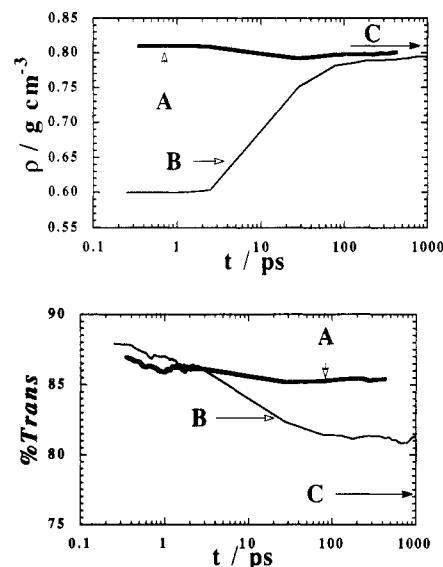 0.85
0.80
0.75
0.70
0.65
0.60
0.55
ρ / g cm⁻³
A
B
C
0.1 1 10 100 1000
t / ps
90
85
80
75
%Trans
A
B
C
0.1 1 10 100 1000
t / ps